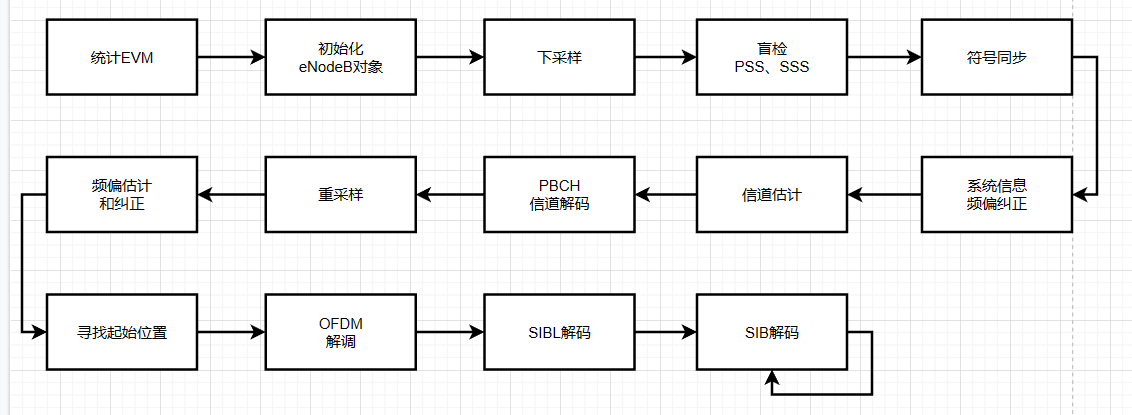 统计EVM
初始化
eNodeB对象
下采样
盲检
PSS、SSS
符号同步
频偏估计
和纠正
重采样
PBCH
信道解码
信道估计
系统信息
频偏纠正
寻找起始位置
OFDM
解调
SIBL解码
SIB解码